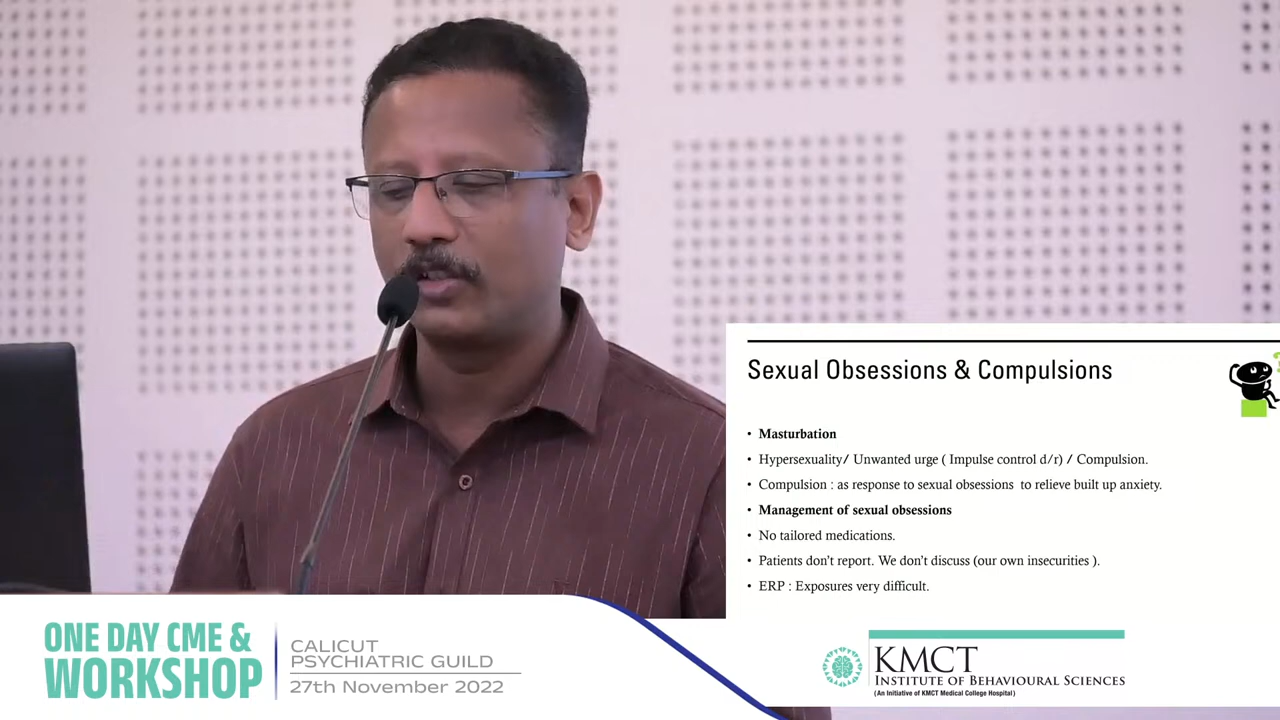 Sexual Obsessions & Compulsions
• Masturbation
• Hypersexuality/ Unwanted urge ( Impulse control d/r) / Compulsion.
• Compulsion : as response to sexual obsessions to relieve built up anxiety.
• Management of sexual obsessions
• No tailored medications.
• Patients don't report. We don't discuss (our own insecurities ).
• ERP : Exposures very difficult.
ONE DAY CME &
WORKSHOP
CALICUT
PSYCHIATRIC GUILD
27th November 2022
KMCT
INSTITUTE OF BEHAVIOURAL SCIENCES
(An Initiative of KMCT Medical College Hospital)